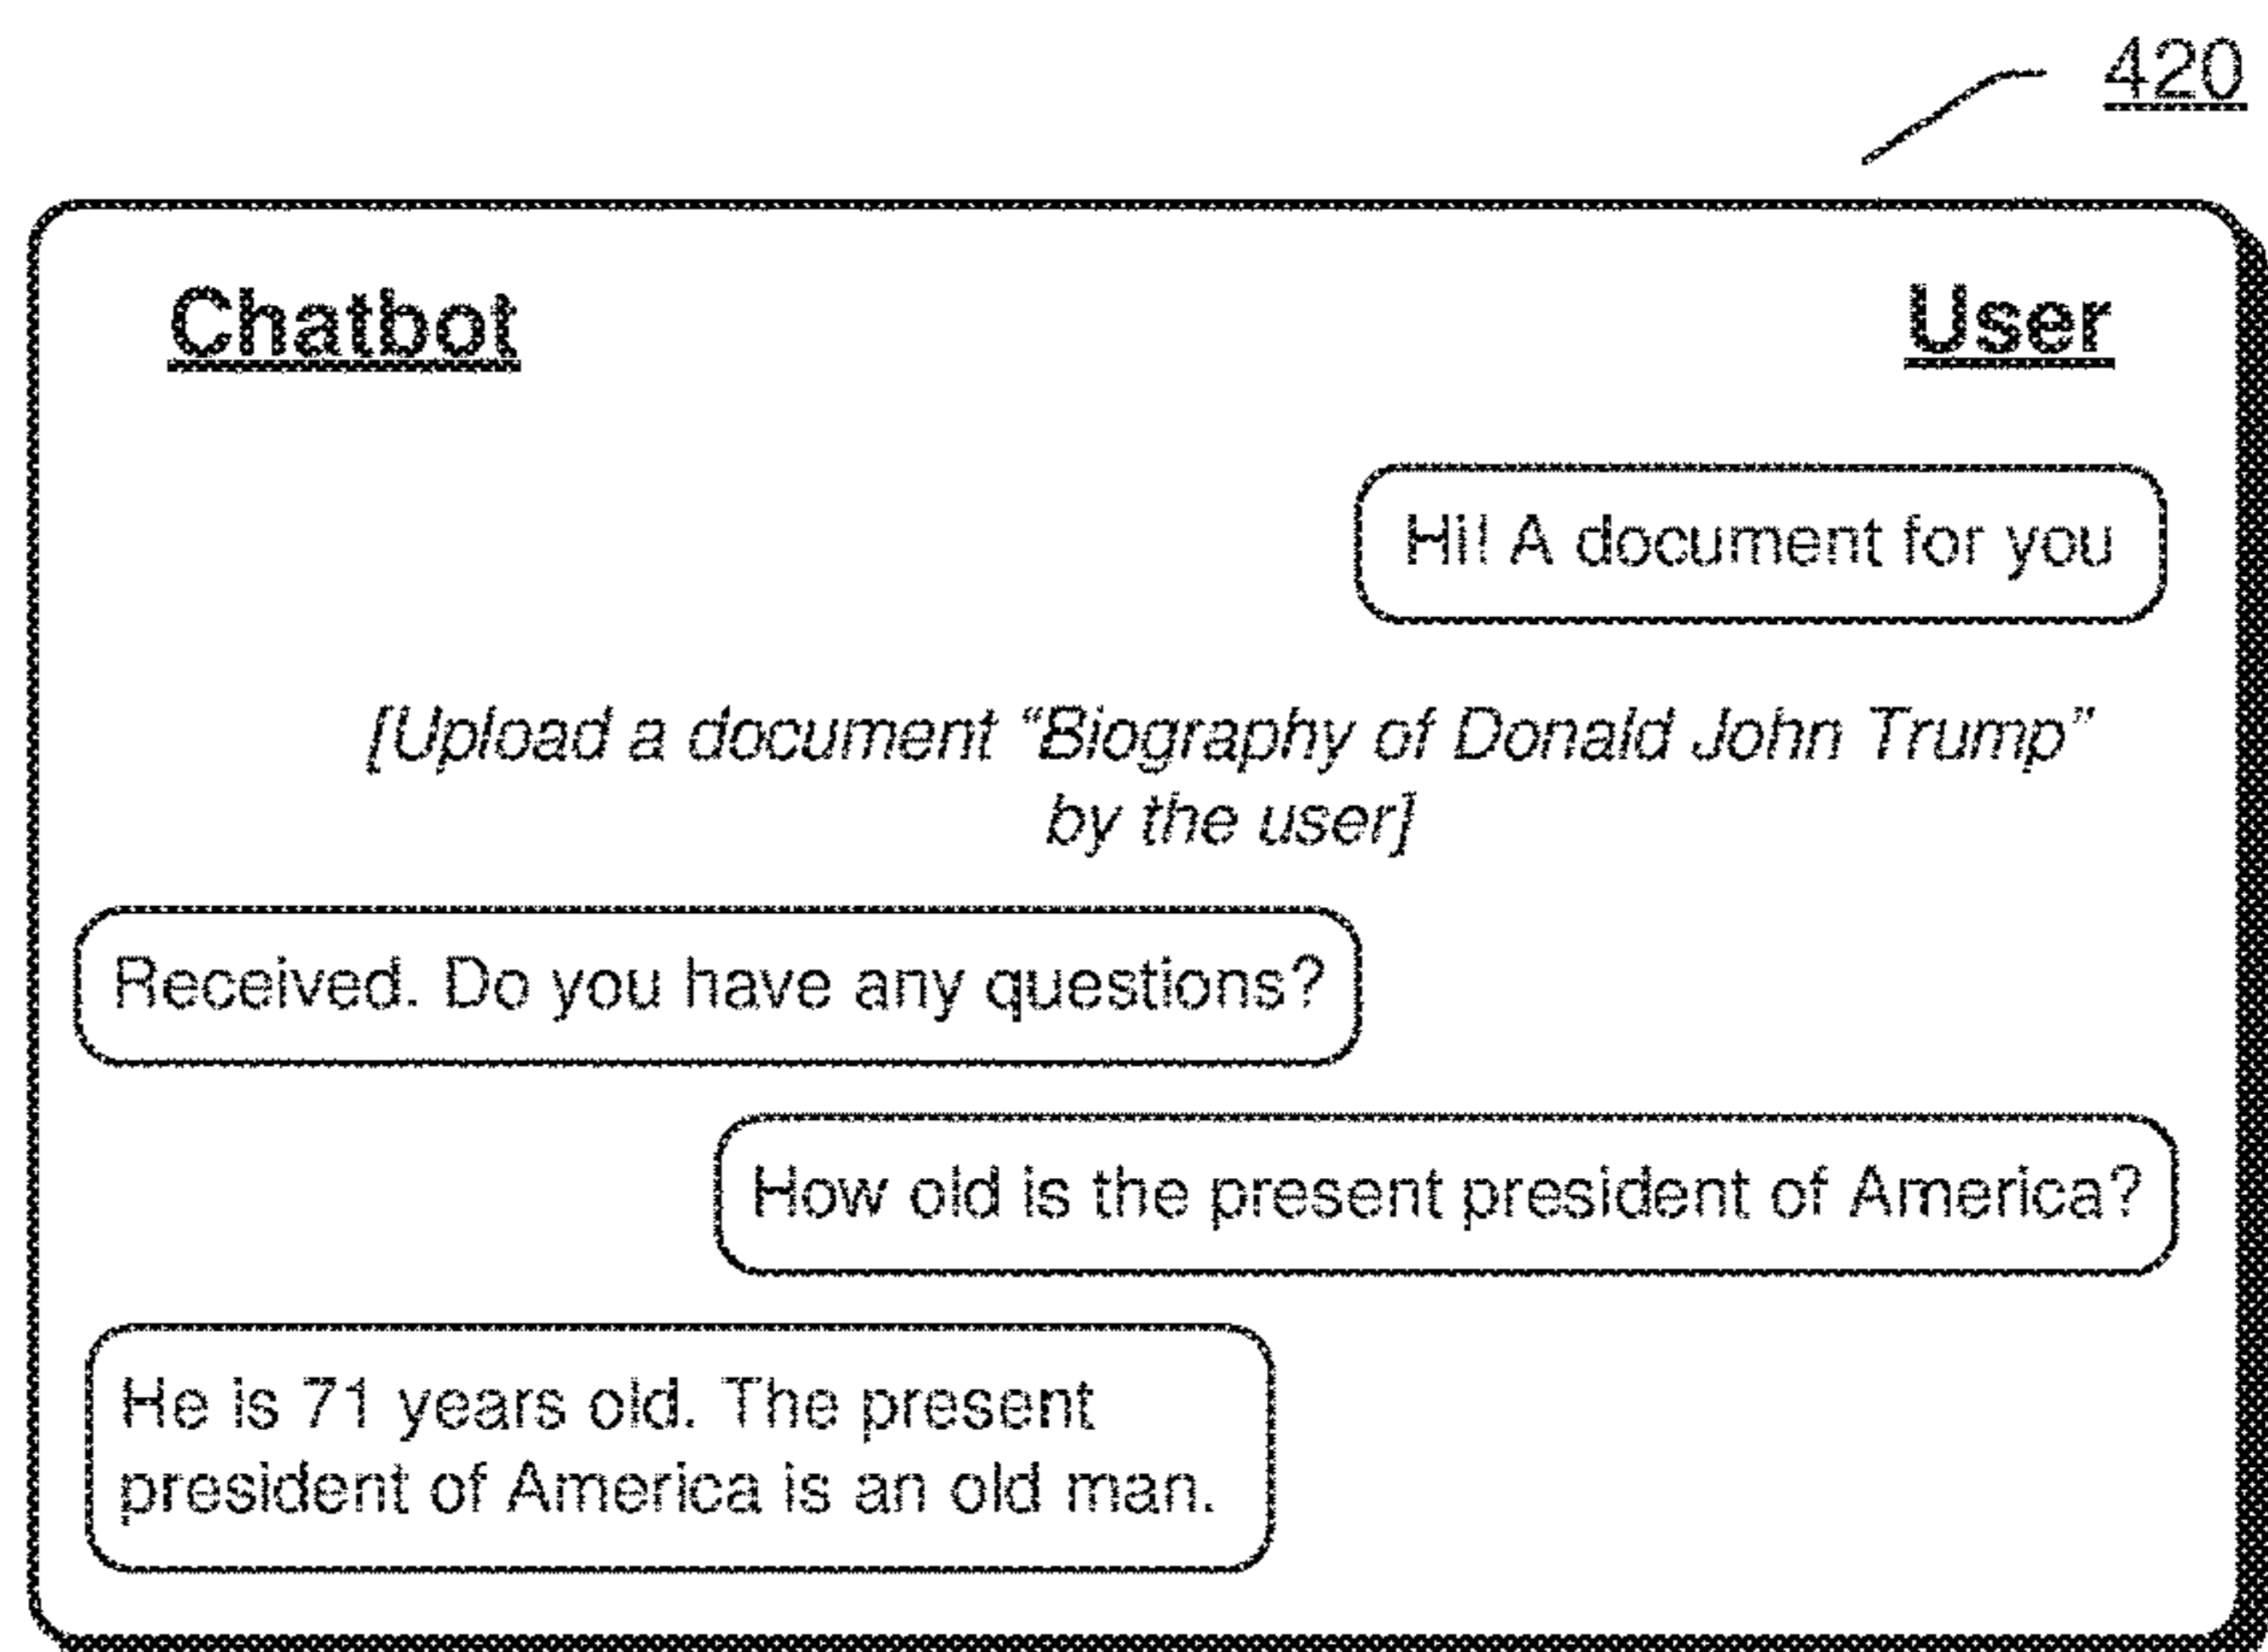 420
Chatbot User
Hi! A document for you
[Upload a document “Biography of Donald John Trump”
by the user]
Received. Do you have any questions?
How old is the present president of America?
He is 71 years old. The present
president of America is an old man.